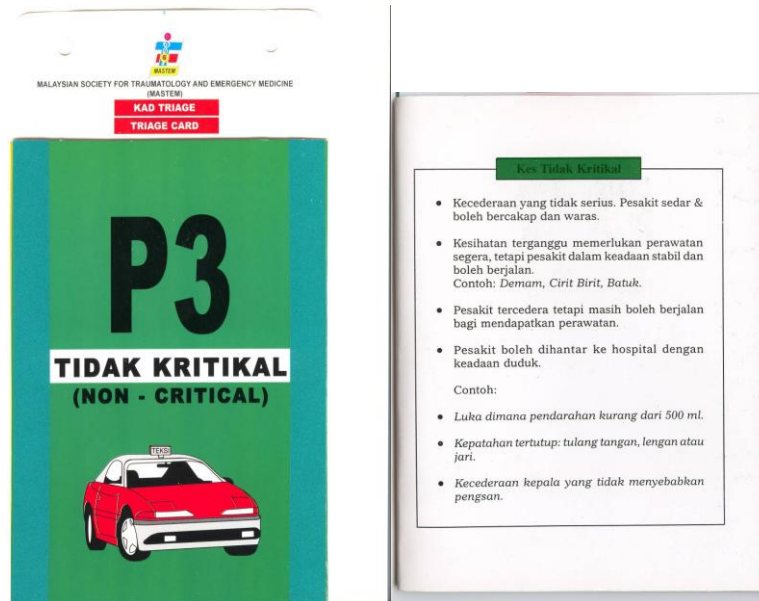 MASTEM
MALAYSIAN SOCIETY FOR TRAUMATOLOGY AND EMERGENCY MEDICINE
(MASTEM)
KAD TRIAGE
TRIAGE CARD
P3
TIDAK KRITIKAL
(NON - CRITICAL)
TEKSI
Kes Tidak Kritikal
• Kecederaan yang tidak serius. Pesakit sedar &
boleh bercakap dan waras.
• Kesihatan terganggu memerlukan perawatan
segera, tetapi pesakit dalam keadaan stabil dan
boleh berjalan.
Contoh: Demam, Cirit Birit, Batuk.
• Pesakit tercedera tetapi masih boleh berjalan
bagi mendapatkan perawatan.
• Pesakit boleh dihantar ke hospital dengan
keadaan duduk.
Contoh:
• Luka dimana pendarahan kurang dari 500 ml.
• Kepatahan tertutup: tulang tangan, lengan atau
jari.
• Kecederaan kepala yang tidak menyebabkan
pengsan.